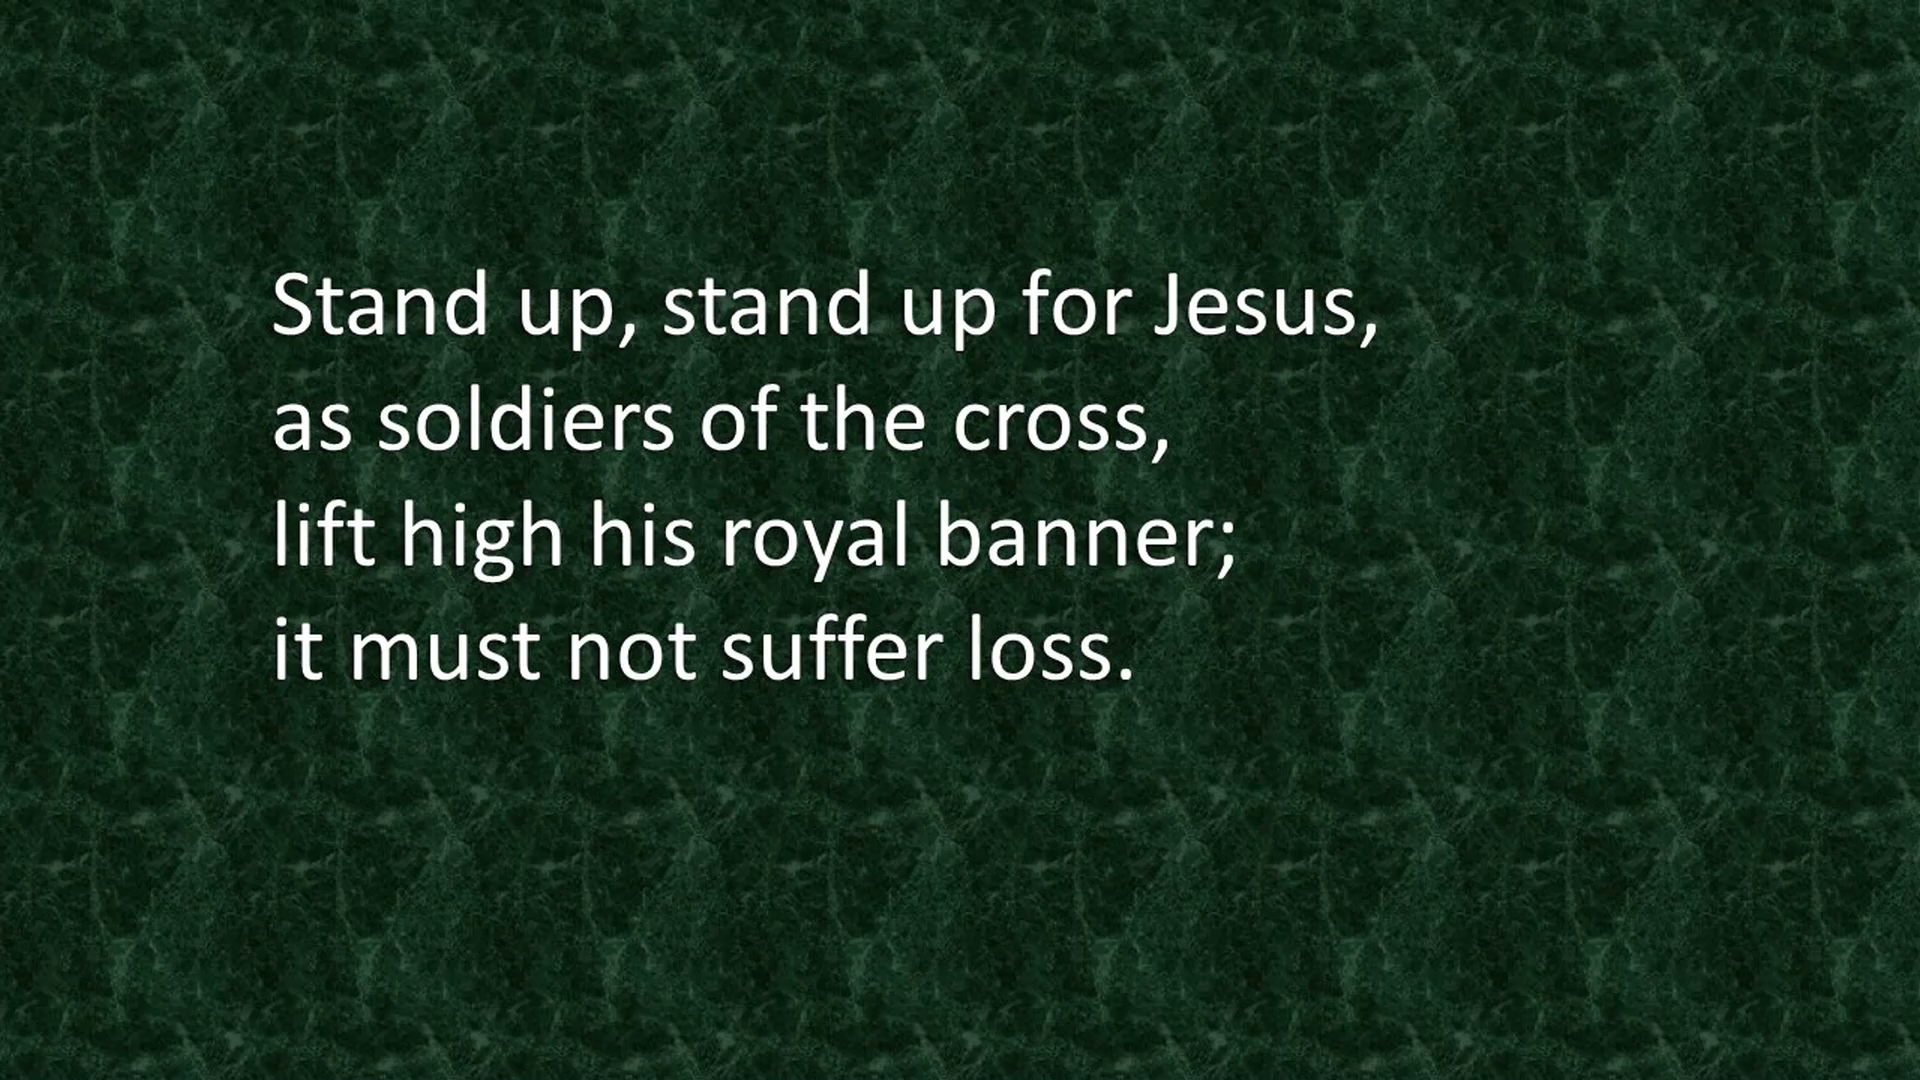 Stand up, stand up for Jesus,
as soldiers of the cross,
lift high his royal banner;
it must not suffer loss.